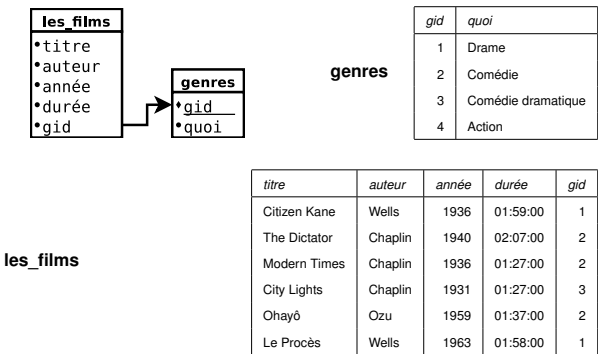 les_films
titre
auteur
année
durée
gid
genres
gid
quoi
genres
gid quoi
1 Drame
2 Comédie
3 Comédie dramatique
4 Action
les_films
titre auteur année durée gid
Citizen Kane Wells 1936 01:59:00 1
The Dictator Chaplin 1940 02:07:00 2
Modern Times Chaplin 1936 01:27:00 2
City Lights Chaplin 1931 01:27:00 3
Ohayô Ozu 1959 01:37:00 2
Le Procès Wells 1963 01:58:00 1